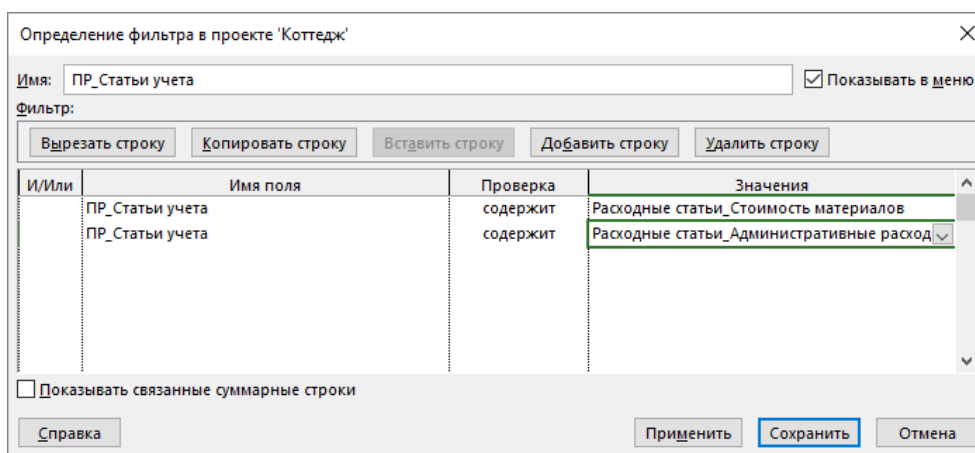 Определение фильтра в проекте 'Коттедж'
Имя: ПР_Статьи учета Показывать в меню
Фильтр:
Вырезать строку Копировать строку Вставить строку Добавить строку Удалить строку
И/Или Имя поля Проверка Значения
ПР_Статьи учета содержит Расходные статьи_Стоимость материалов
ПР_Статьи учета содержит Расходные статьи_Административные расход
Показывать связанные суммарные строки
Справка Применить Сохранить Отмена